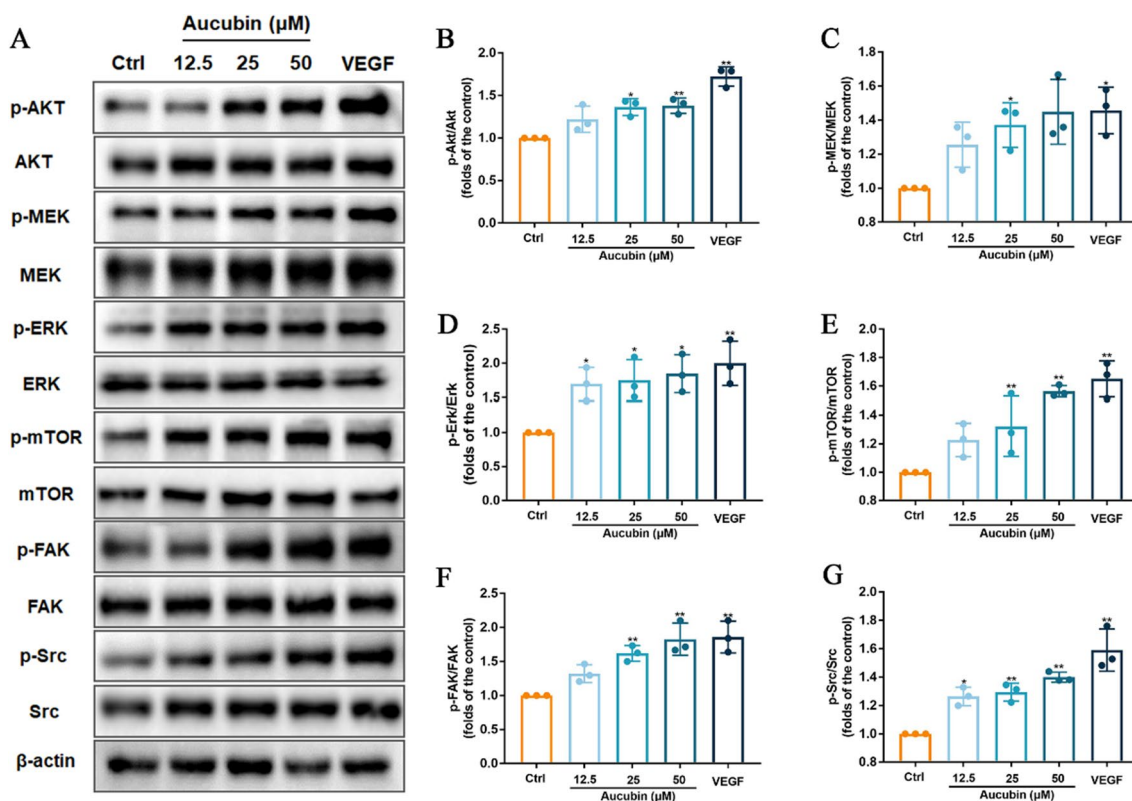 A
Aucubin (μM)
Ctrl 12.5 25 50 VEGF
p-AKT
AKT
p-MEK
MEK
p-ERK
ERK
p-mTOR
mTOR
p-FAK
FAK
p-Src
Src
β-actin
B
p-Akt/Akt
(folds of the control)
2.0
1.5
1.0
0.5
0.0
* ** **
Ctrl 12.5 25 50 VEGF
Aucubin (μM)
C
p-MEK/MEK
(folds of the control)
1.8
1.6
1.4
1.2
1.0
0.8
* *
Ctrl 12.5 25 50 VEGF
Aucubin (μM)
D
p-Erk/Erk
(folds of the control)
2.5
2.0
1.5
1.0
0.5
0.0
* * * **
Ctrl 12.5 25 50 VEGF
Aucubin (μM)
E
p-mTOR/mTOR
(folds of the control)
2.0
1.8
1.6
1.4
1.2
1.0
0.8
** ** **
Ctrl 12.5 25 50 VEGF
Aucubin (μM)
F
p-FAK/FAK
(folds of the control)
2.5
2.0
1.5
1.0
0.5
0.0
** ** **
Ctrl 12.5 25 50 VEGF
Aucubin (μM)
G
p-Src/Src
(folds of the control)
2.0
1.8
1.6
1.4
1.2
1.0
0.8
* ** ** **
Ctrl 12.5 25 50 VEGF
Aucubin (μM)